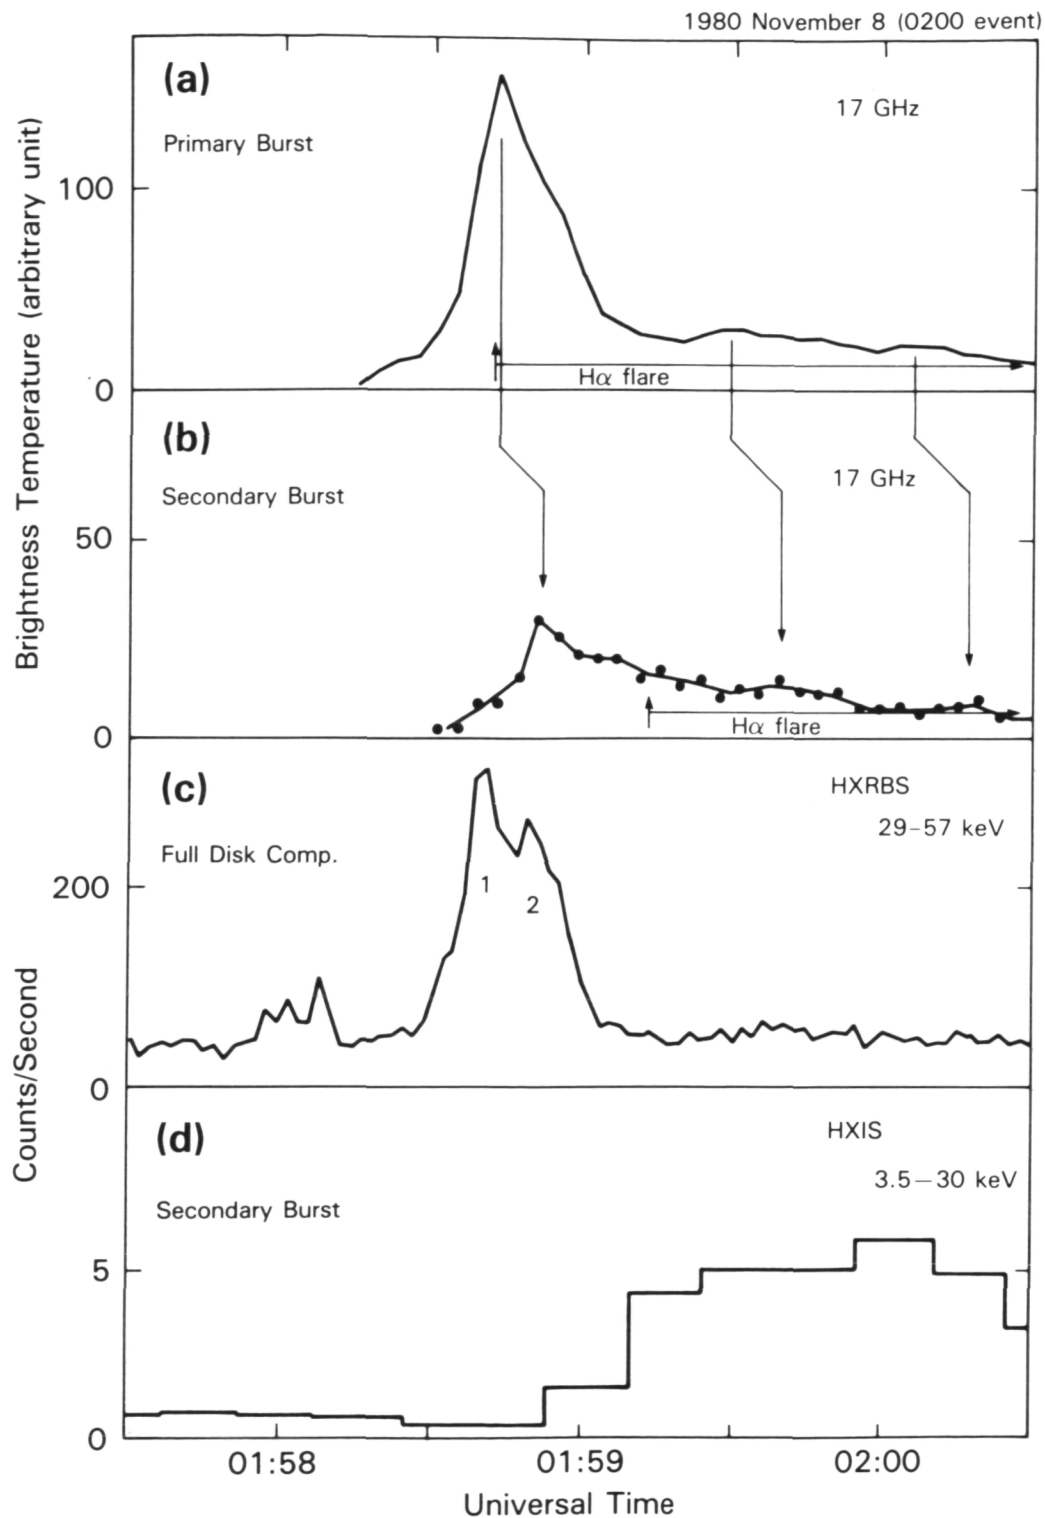 1980 November 8 (0200 event)
(a)
17 GHz
Primary Burst
100
Hα flare
0
(b)
17 GHz
Secondary Burst
50
Hα flare
0
Brightness Temperature (arbitrary unit)
(c)
HXRBS
29–57 keV
Full Disk Comp.
200
1
2
0
(d)
HXIS
3.5–30 keV
Secondary Burst
5
0
Counts/Second
01:58
01:59
02:00
Universal Time